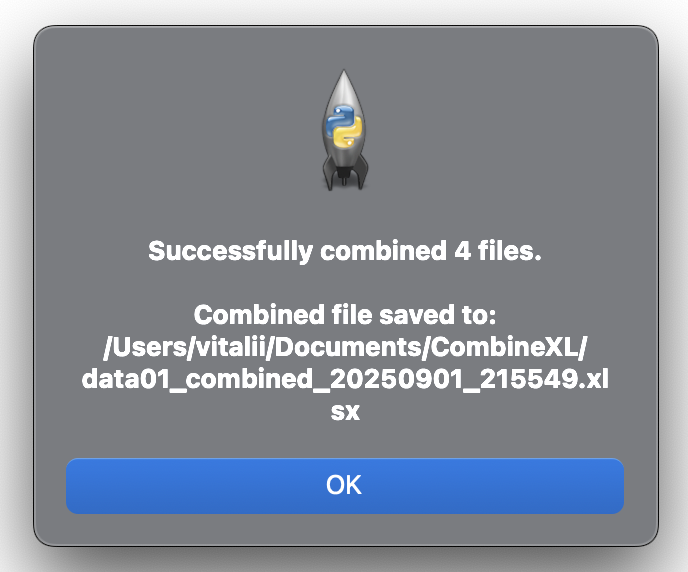 Successfully combined 4 files.
Combined file saved to:
/Users/vitalii/Documents/CombineXL/
data01_combined_20250901_215549.xl
sx
OK